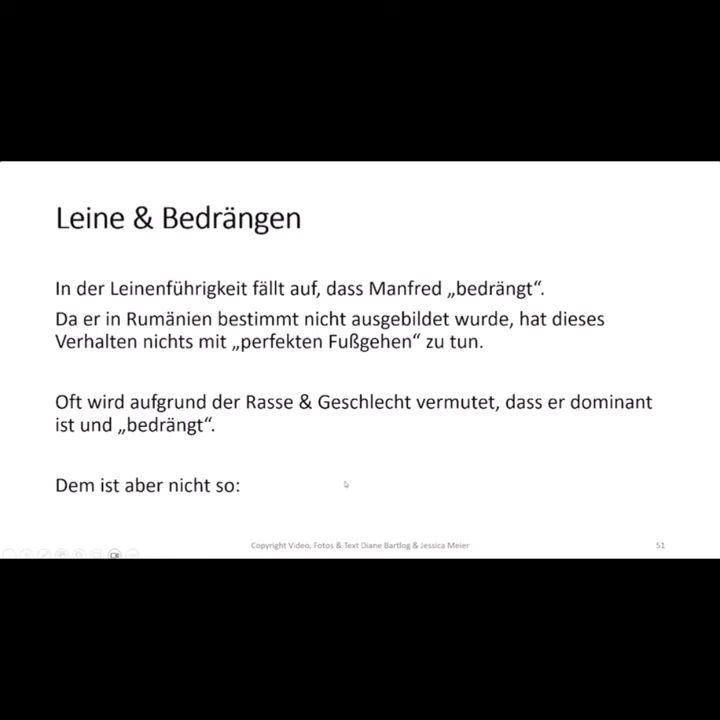 Leine & Bedrängen
In der Leinenführigkeit fällt auf, dass Manfred „bedrängt“.
Da er in Rumänien bestimmt nicht ausgebildet wurde, hat dieses
Verhalten nichts mit „perfekten Fußgehen“ zu tun.
Oft wird aufgrund der Rasse & Geschlecht vermutet, dass er dominant
ist und „bedrängt“.
Dem ist aber nicht so:
Copyright Video, Fotos & Text Diane Bartlog & Jessica Meier
51